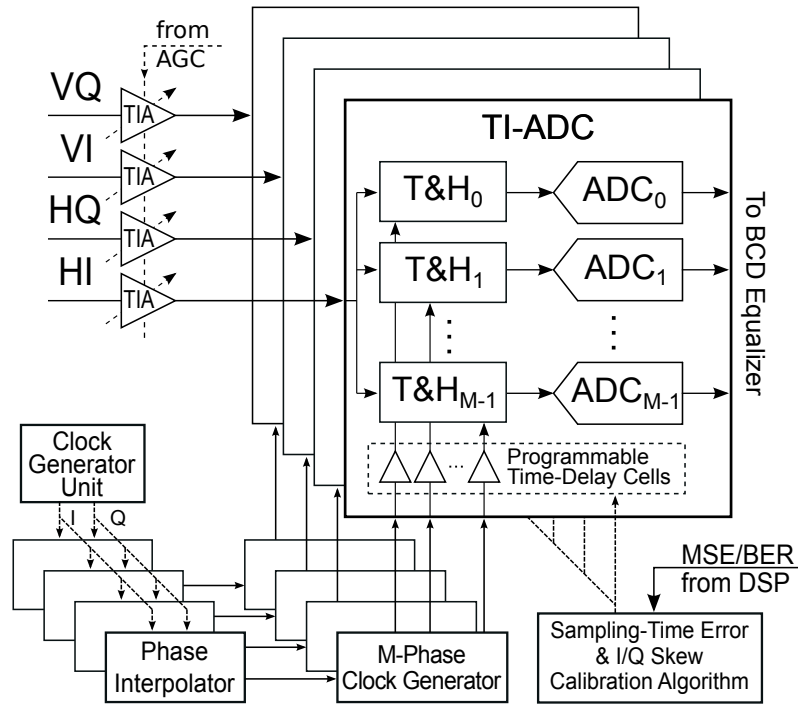 from
AGC
VQ
TIA
VI
TIA
HQ
TIA
HI
TIA
TI-ADC
T&H0
ADC0
T&H1
ADC1
T&HM-1
ADCM-1
To BCD Equalizer
Programmable
Time-Delay Cells
Clock
Generator
Unit
I
Q
Phase
Interpolator
M-Phase
Clock Generator
MSE/BER
from DSP
Sampling-Time Error
& I/Q Skew
Calibration Algorithm